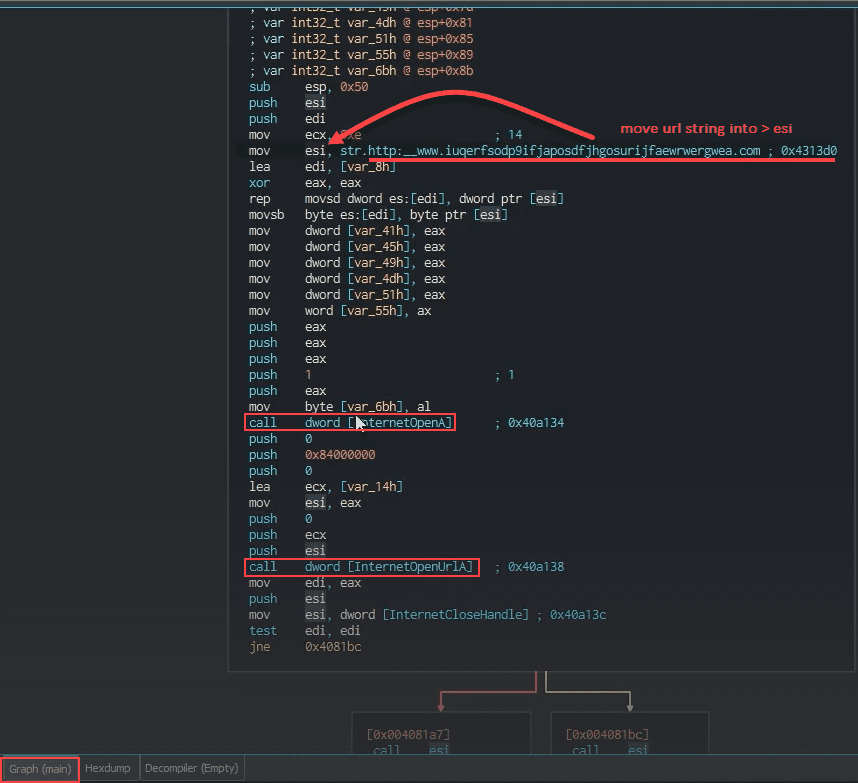 ; var int32_t var_49h @ esp+0x7d
; var int32_t var_4dh @ esp+0x81
; var int32_t var_51h @ esp+0x85
; var int32_t var_55h @ esp+0x89
; var int32_t var_6bh @ esp+0x8b
sub esp, 0x50
push esi
push edi
mov ecx, 0xe ; 14
move url string into > esi
mov esi, str.http:__www.iuqerfsodp9ifjaposdfjhgosurijfaewrwergwea.com ; 0x4313d0
lea edi, [var_8h]
xor eax, eax
rep movsd dword es:[edi], dword ptr [esi]
movsb byte es:[edi], byte ptr [esi]
mov dword [var_41h], eax
mov dword [var_45h], eax
mov dword [var_49h], eax
mov dword [var_4dh], eax
mov dword [var_51h], eax
mov word [var_55h], ax
push eax
push eax
push eax
push 1 ; 1
push eax
mov byte [var_6bh], al
call dword [InternetOpenA] ; 0x40a134
push 0
push 0x84000000
push 0
lea ecx, [var_14h]
mov esi, eax
push 0
push ecx
push esi
call dword [InternetOpenUrlA] ; 0x40a138
mov edi, eax
push esi
mov esi, dword [InternetCloseHandle] ; 0x40a13c
test edi, edi
jne 0x4081bc
[0x004081a7]
call esi
[0x004081bc]
call esi
Graph (main)
Hexdump
Decompiler (Empty)